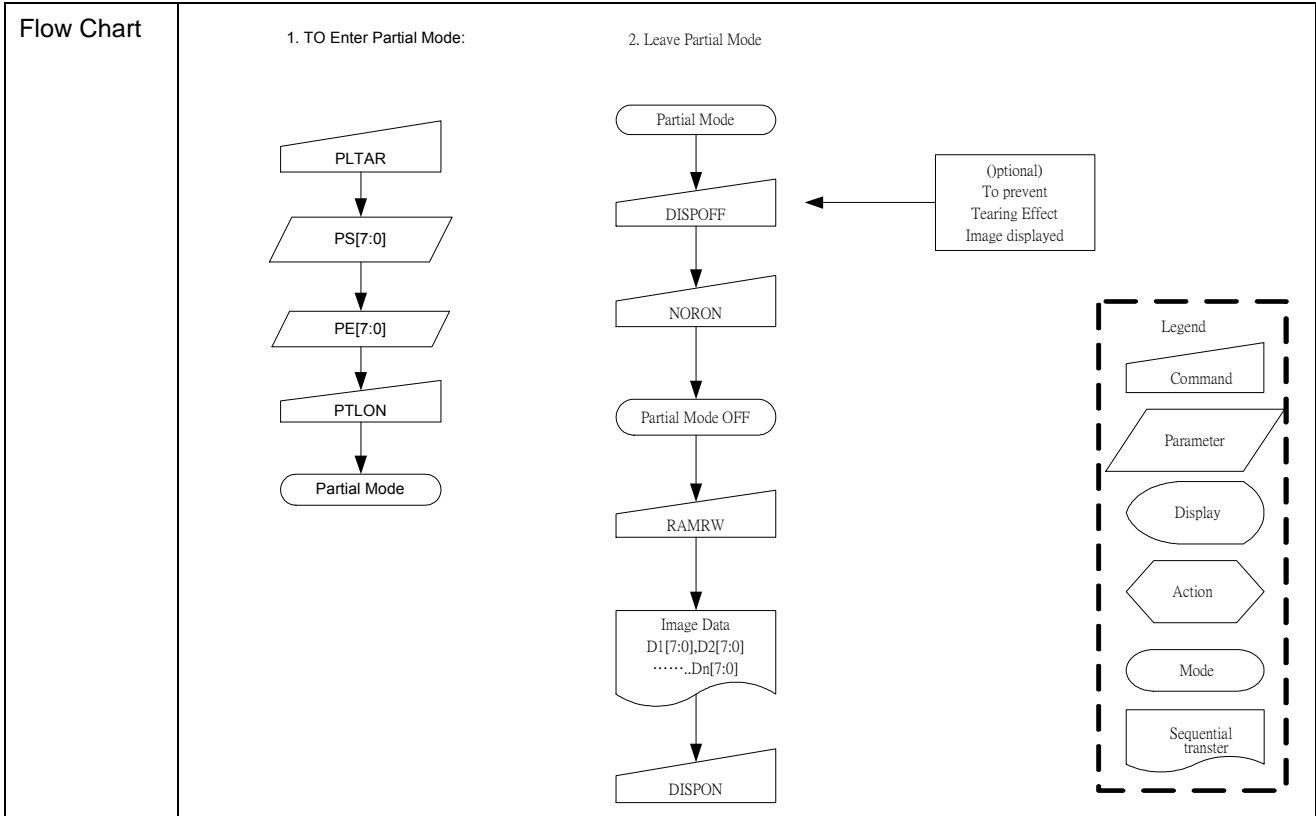 Flow Chart
1. TO Enter Partial Mode:
PLTAR
PS[7:0]
PE[7:0]
PTLON
Partial Mode
2. Leave Partial Mode
Partial Mode
DISPOFF
(Optional)
To prevent
Tearing Effect
Image displayed
NORON
Partial Mode OFF
RAMRW
Image Data
D1[7:0],D2[7:0]
……..Dn[7:0]
DISPON
Legend
Command
Parameter
Display
Action
Mode
Sequential
transter